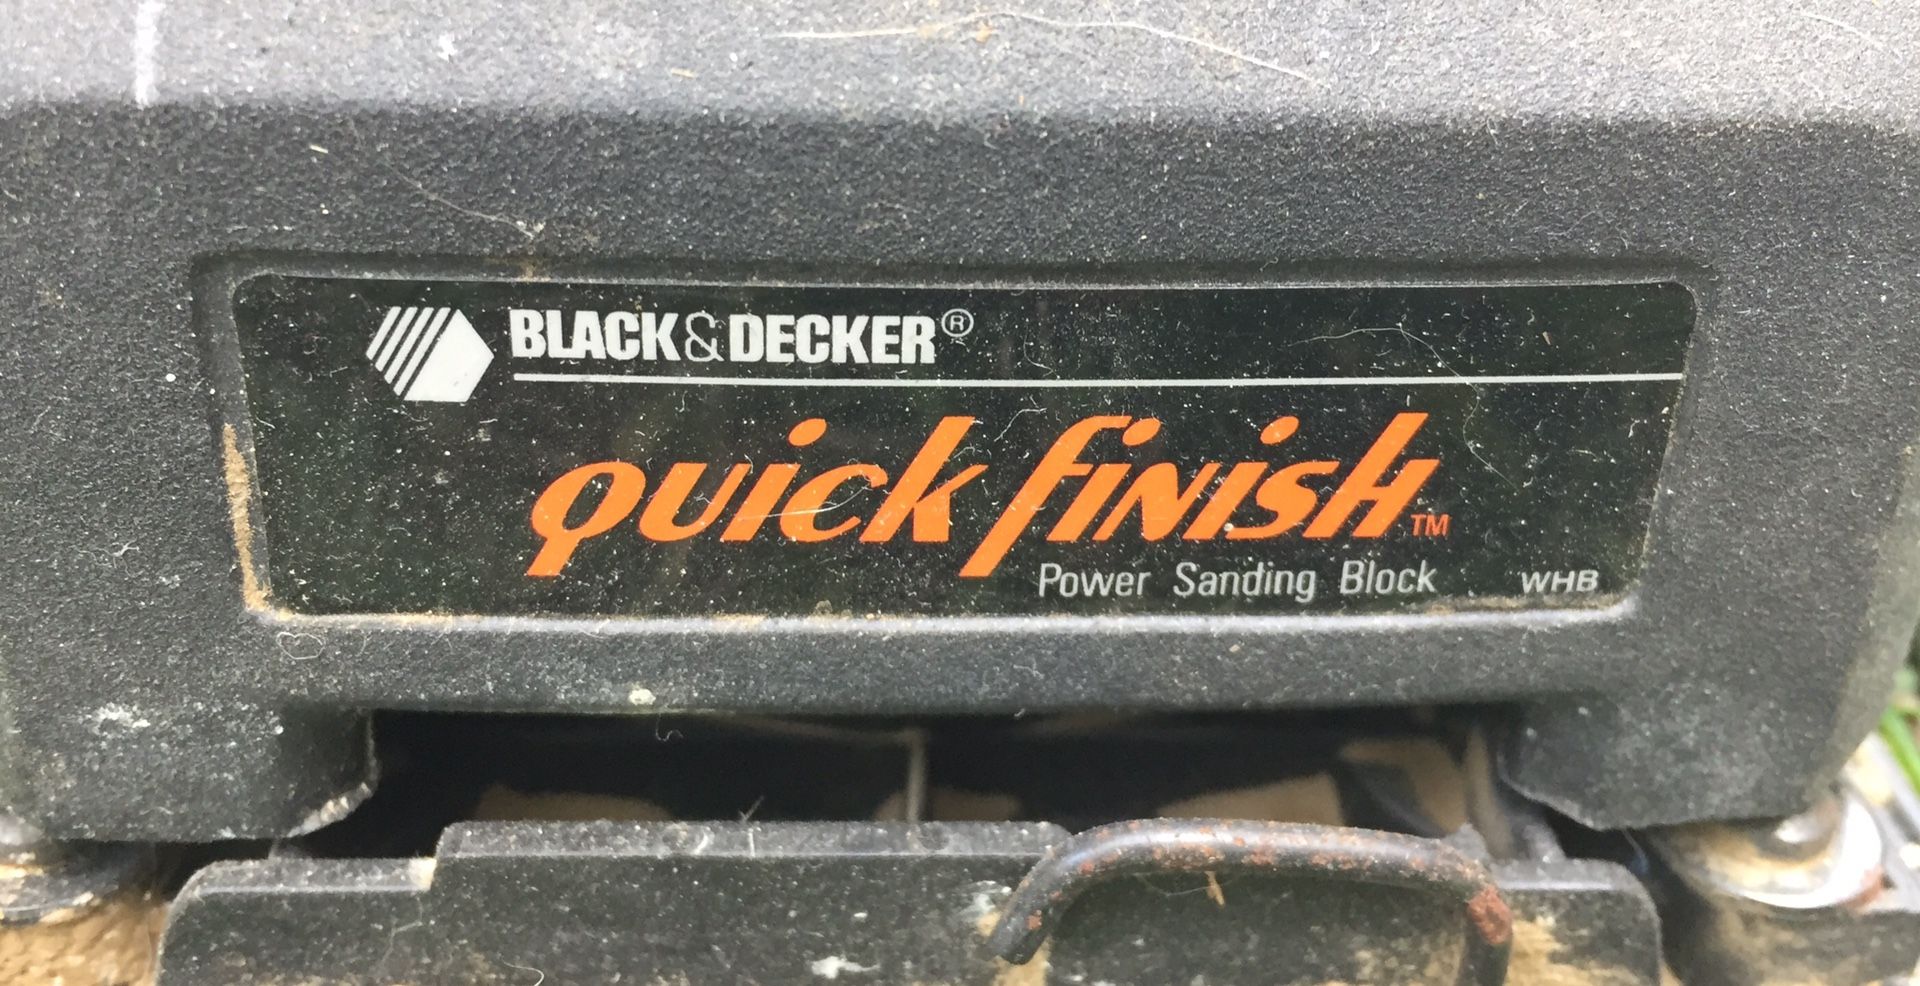 BLACK&DECKER®
quick finish™
Power Sanding Block WHB